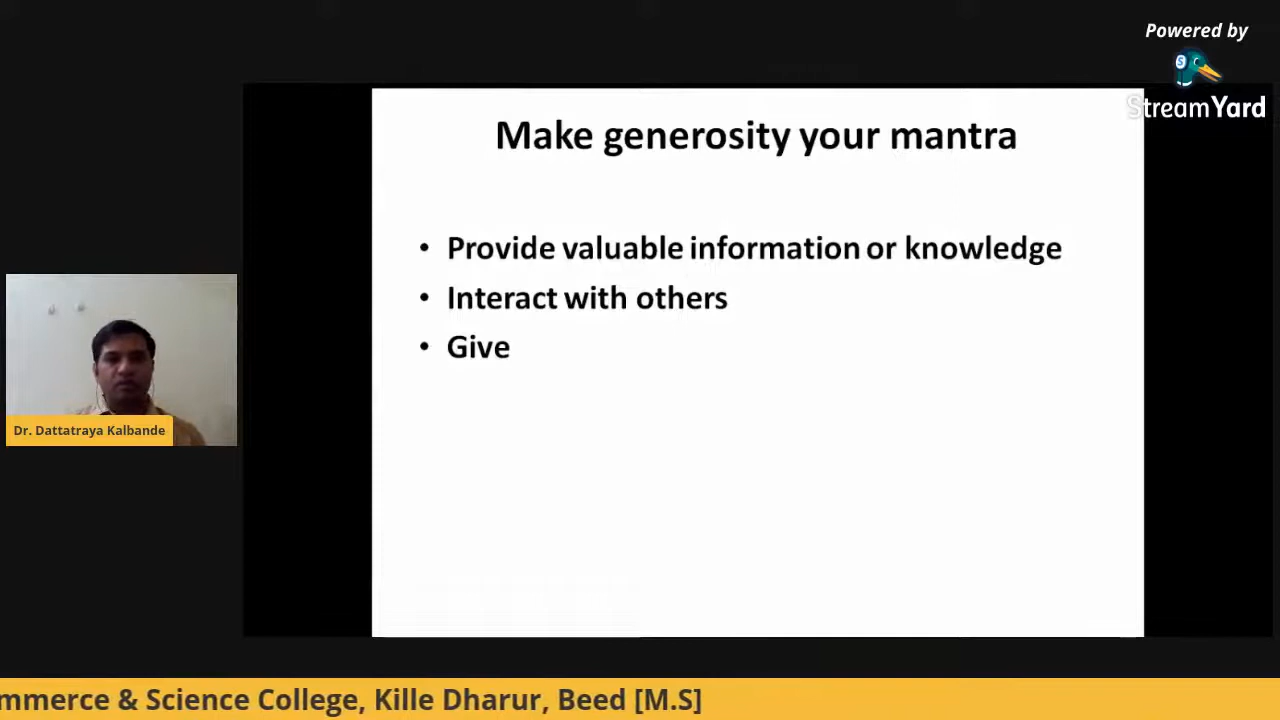 Powered by
StreamYard
Make generosity your mantra
• Provide valuable information or knowledge
• Interact with others
• Give
Dr. Dattatraya Kalbande
mmerce & Science College, Kille Dharur, Beed [M.S]